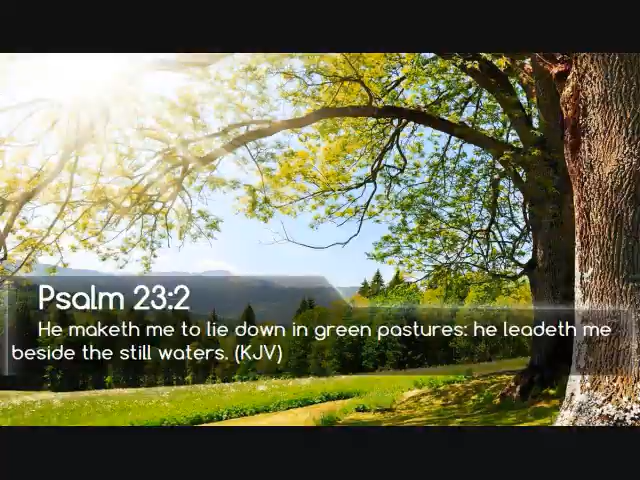 Psalm 23:2
He maketh me to lie down in green pastures: he leadeth me
beside the still waters. (KJV)